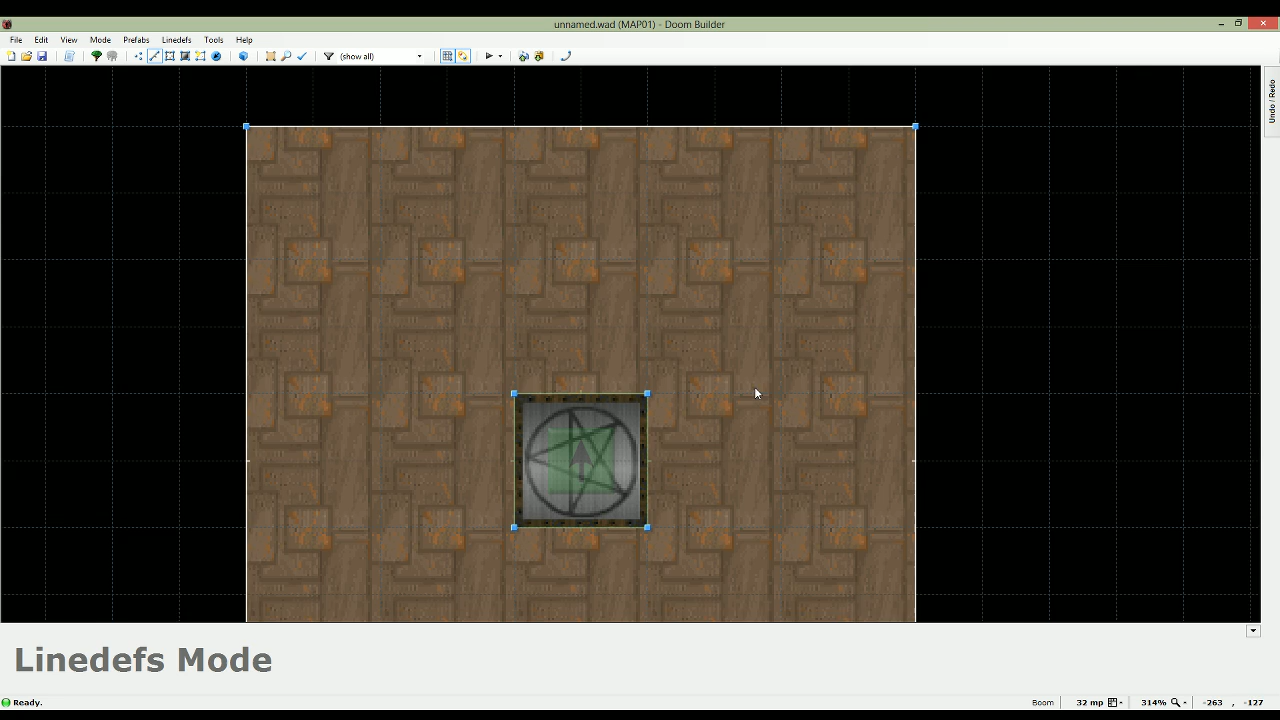 unnamed.wad (MAP01) - Doom Builder
File Edit View Mode Prefabs Linedefs Tools Help
(show all)
Undo / Redo
Linedefs Mode
Ready. Boom 32 mp 314% -263 , -127